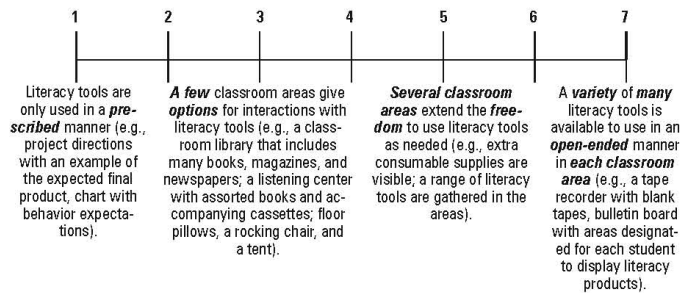 1 2 3 4 5 6 7
Literacy tools are
only used in a pre-
scribed manner (e.g.,
project directions
with an example of
the expected final
product, chart with
behavior expecta-
tions).
A few classroom areas give
options for interactions with
literacy tools (e.g., a class-
room library that includes
many books, magazines, and
newspapers; a listening center
with assorted books and ac-
companying cassettes; floor
pillows, a rocking chair, and
a tent).
Several classroom
areas extend the free-
dom to use literacy tools
as needed (e.g., extra
consumable supplies are
visible; a range of literacy
tools are gathered in the
areas).
A variety of many
literacy tools is
available to use in an
open-ended manner
in each classroom
area (e.g., a tape
recorder with blank
tapes, bulletin board
with areas designat-
ed for each student
to display literacy
products).